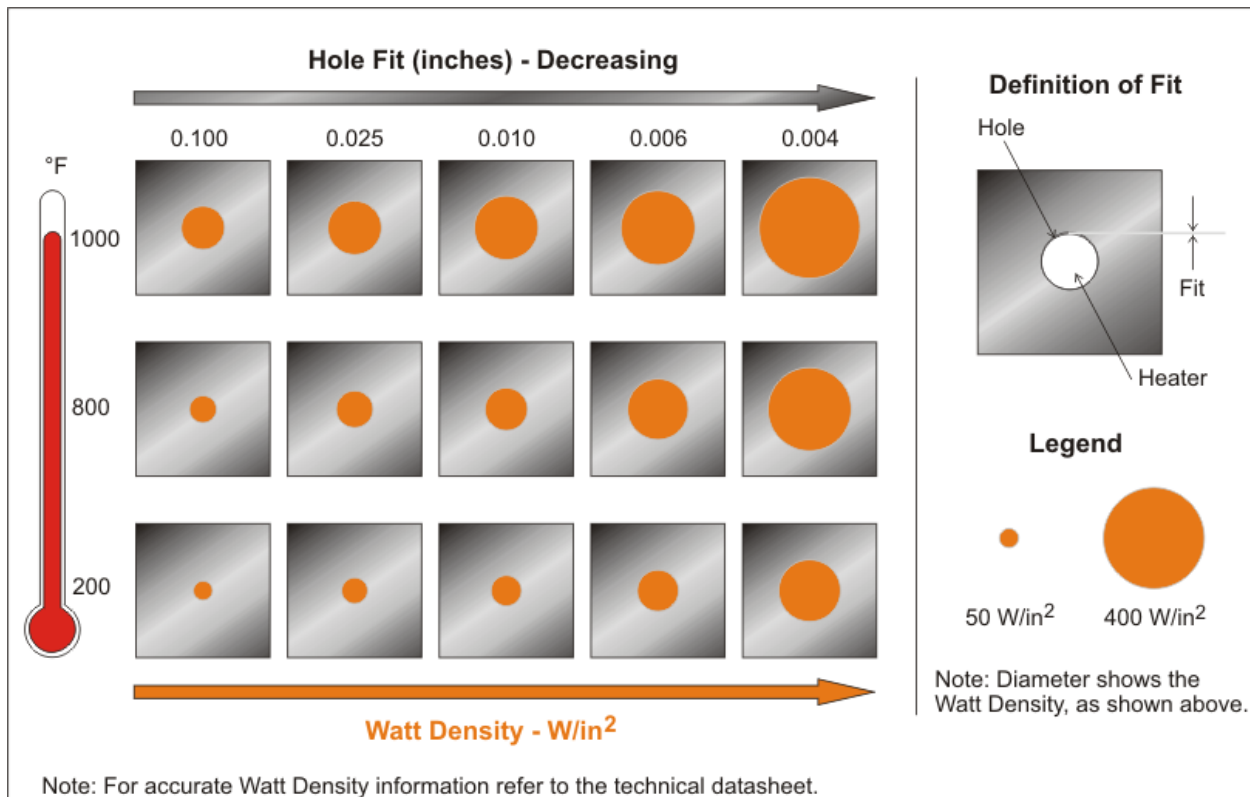 Hole Fit (inches) - Decreasing
0.100 0.025 0.010 0.006 0.004
°F
1000
800
200
Watt Density - W/in²
Note: For accurate Watt Density information refer to the technical datasheet.
Definition of Fit
Hole
Fit
Heater
Legend
50 W/in² 400 W/in²
Note: Diameter shows the
Watt Density, as shown above.